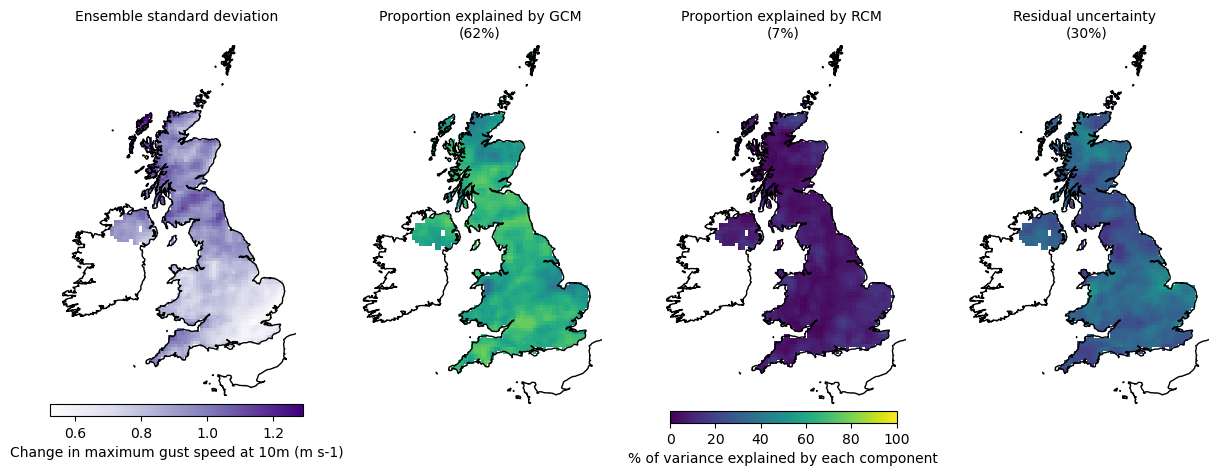 Ensemble standard deviation
Proportion explained by GCM
(62%)
Proportion explained by RCM
(7%)
Residual uncertainty
(30%)
0.6 0.8 1.0 1.2
Change in maximum gust speed at 10m (m s-1)
0 20 40 60 80 100
% of variance explained by each component